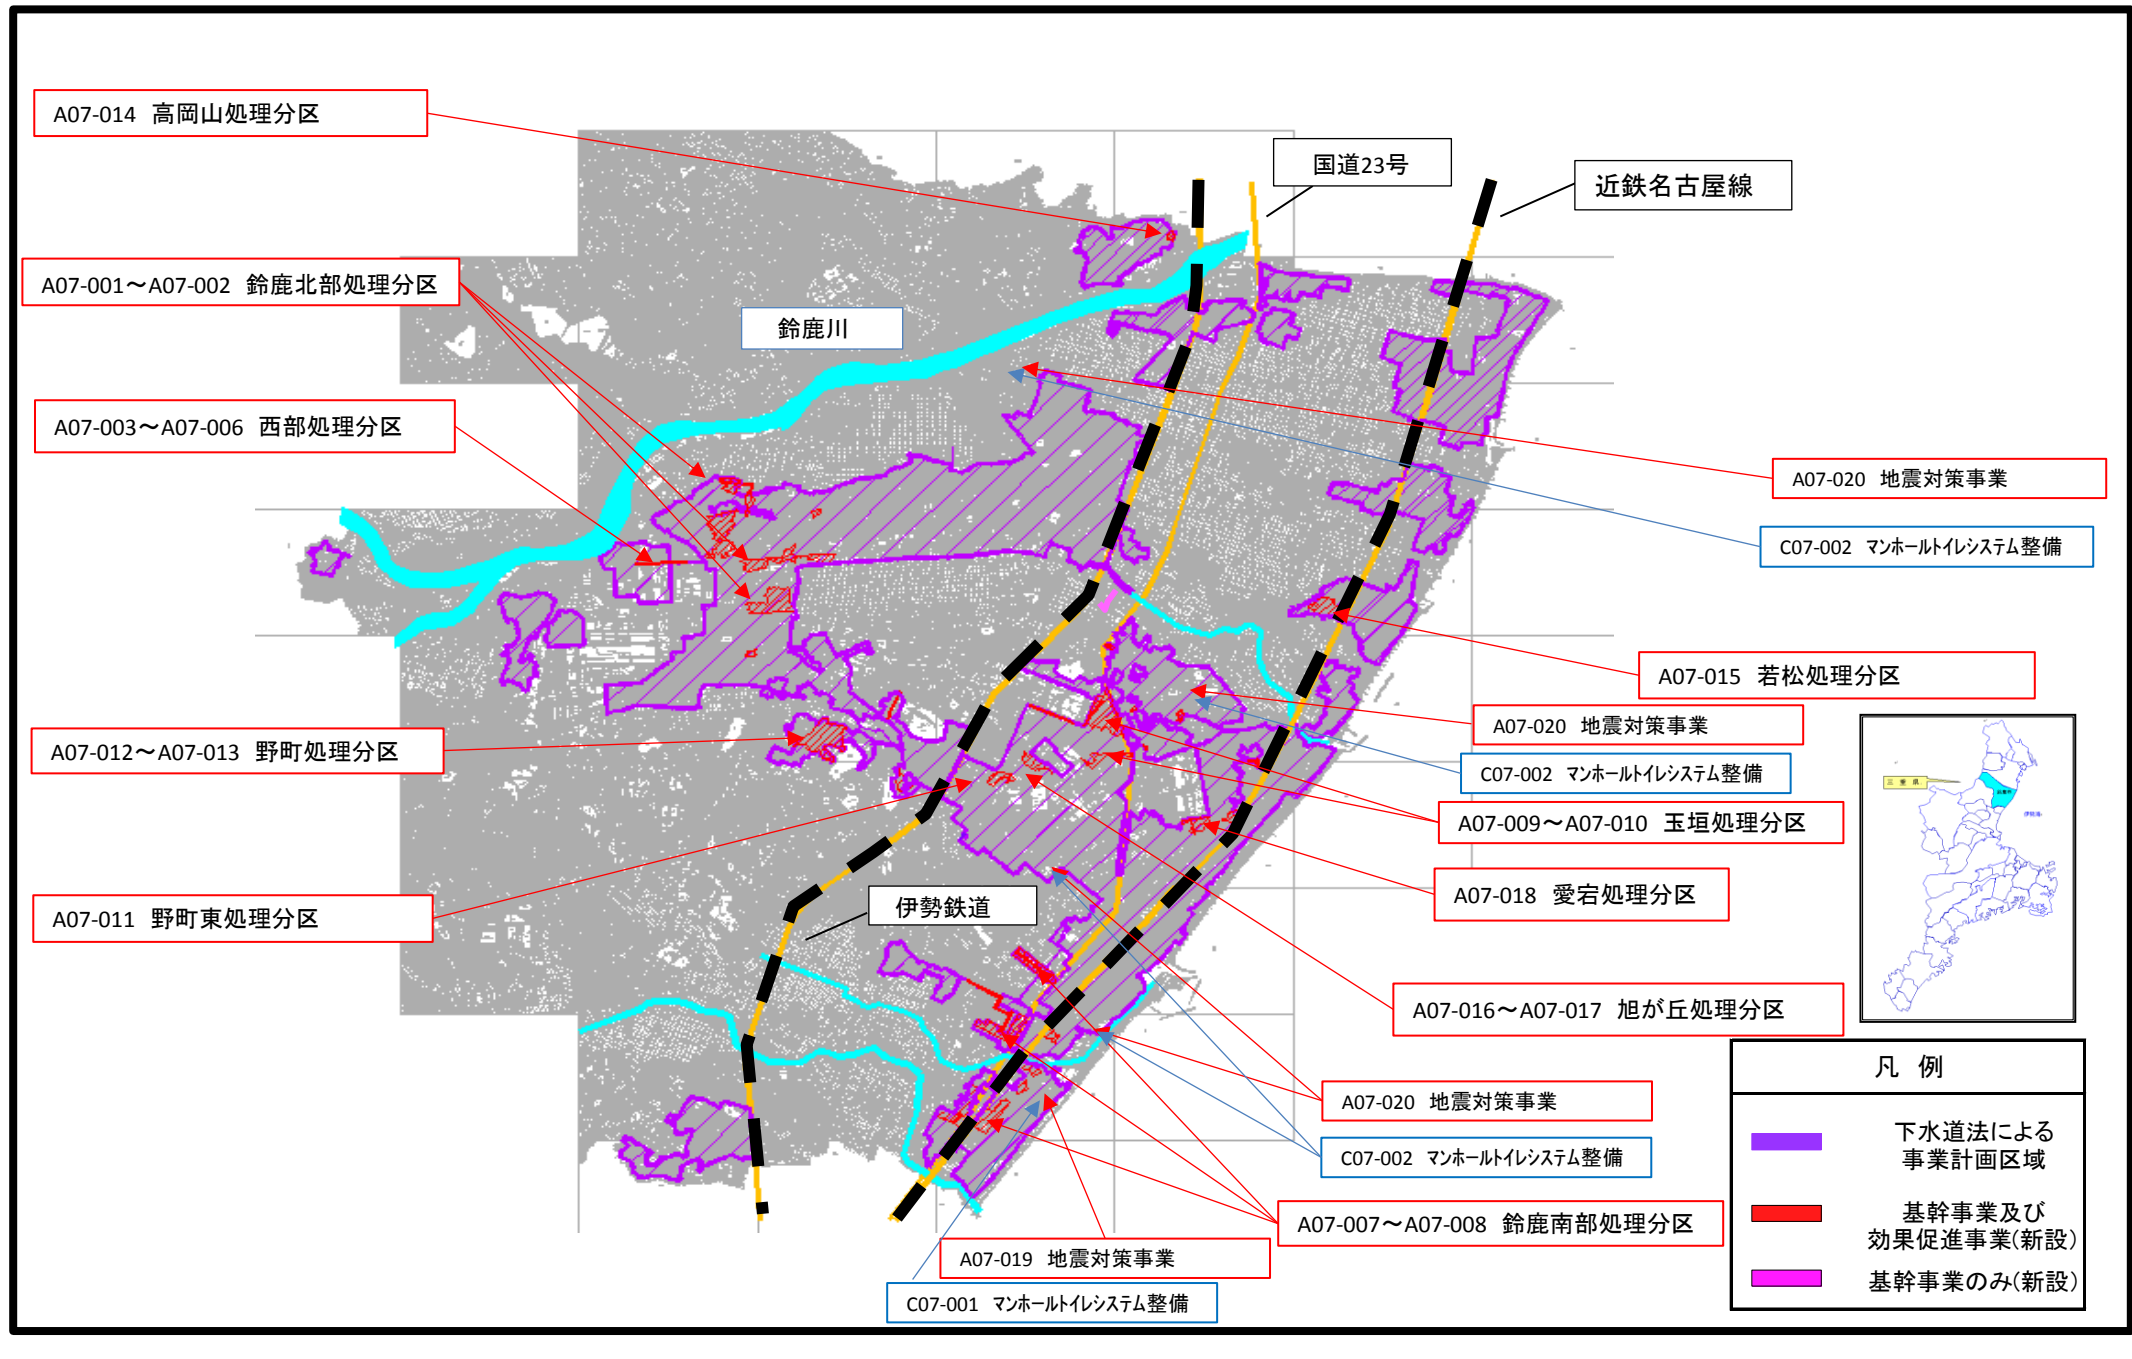 A07-014 高岡山処理分区
国道23号
近鉄名古屋線
A07-001～A07-002 鈴鹿北部処理分区
鈴鹿川
A07-003～A07-006 西部処理分区
A07-020 地震対策事業
C07-002 マンホールトイレシステム整備
A07-015 若松処理分区
A07-020 地震対策事業
A07-012～A07-013 野町処理分区
C07-002 マンホールトイレシステム整備
三重県
A07-009～A07-010 玉垣処理分区
A07-018 愛宕処理分区
A07-011 野町東処理分区
伊勢鉄道
A07-016～A07-017 旭が丘処理分区
A07-020 地震対策事業
C07-002 マンホールトイレシステム整備
A07-007～A07-008 鈴鹿南部処理分区
A07-019 地震対策事業
C07-001 マンホールトイレシステム整備
凡 例
下水道法による
事業計画区域
基幹事業及び
効果促進事業(新設)
基幹事業のみ(新設)